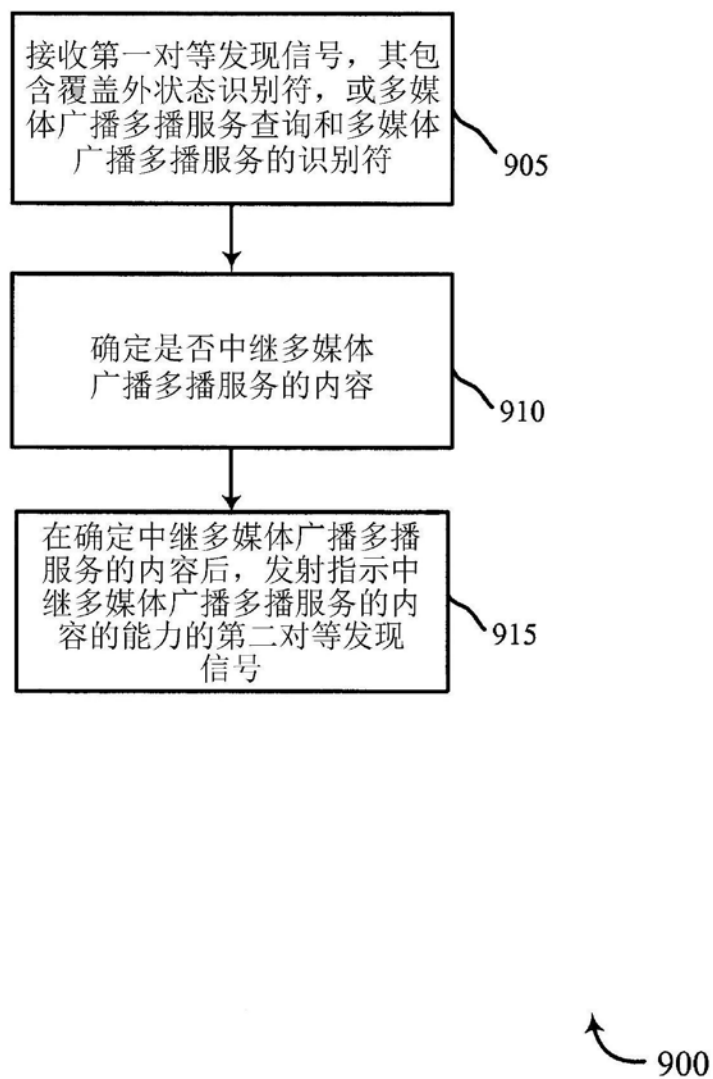 接收第一对等发现信号，其包
含覆盖外状态识别符，或多媒
体广播多播服务查询和多媒体
广播多播服务的识别符
905
确定是否中继多媒体
广播多播服务的内容
910
在确定中继多媒体广播多播
服务的内容后，发射指示中
继多媒体广播多播服务的内
容的能力的第二对等发现
信号
915
900